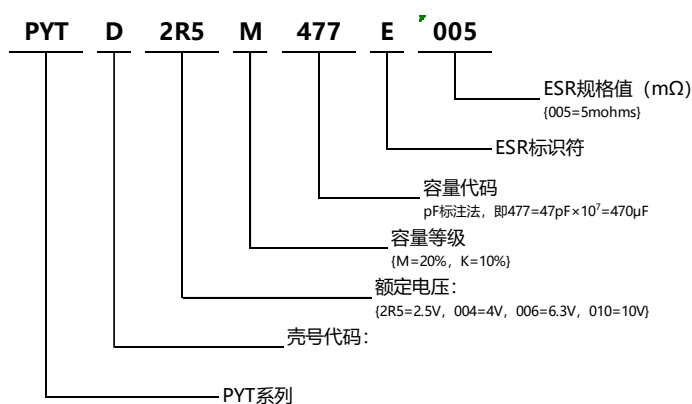 PYT D 2R5 M 477 E 005
ESR规格值（mΩ）
{005=5mohms}
ESR标识符
容量代码
pF标注法，即477=47pF×10⁷=470μF
容量等级
{M=20%，K=10%}
额定电压：
{2R5=2.5V，004=4V，006=6.3V，010=10V}
壳号代码：
PYT系列